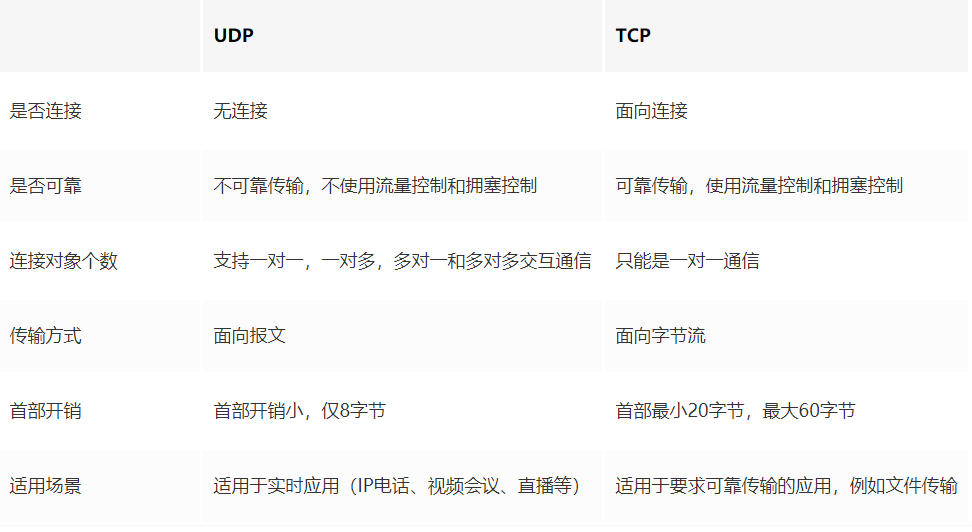 UDP TCP
是否连接 无连接 面向连接
是否可靠 不可靠传输，不使用流量控制和拥塞控制 可靠传输，使用流量控制和拥塞控制
连接对象个数 支持一对一，一对多，多对一和多对多交互通信 只能是一对一通信
传输方式 面向报文 面向字节流
首部开销 首部开销小，仅8字节 首部最小20字节，最大60字节
适用场景 适用于实时应用（IP电话、视频会议、直播等） 适用于要求可靠传输的应用，例如文件传输